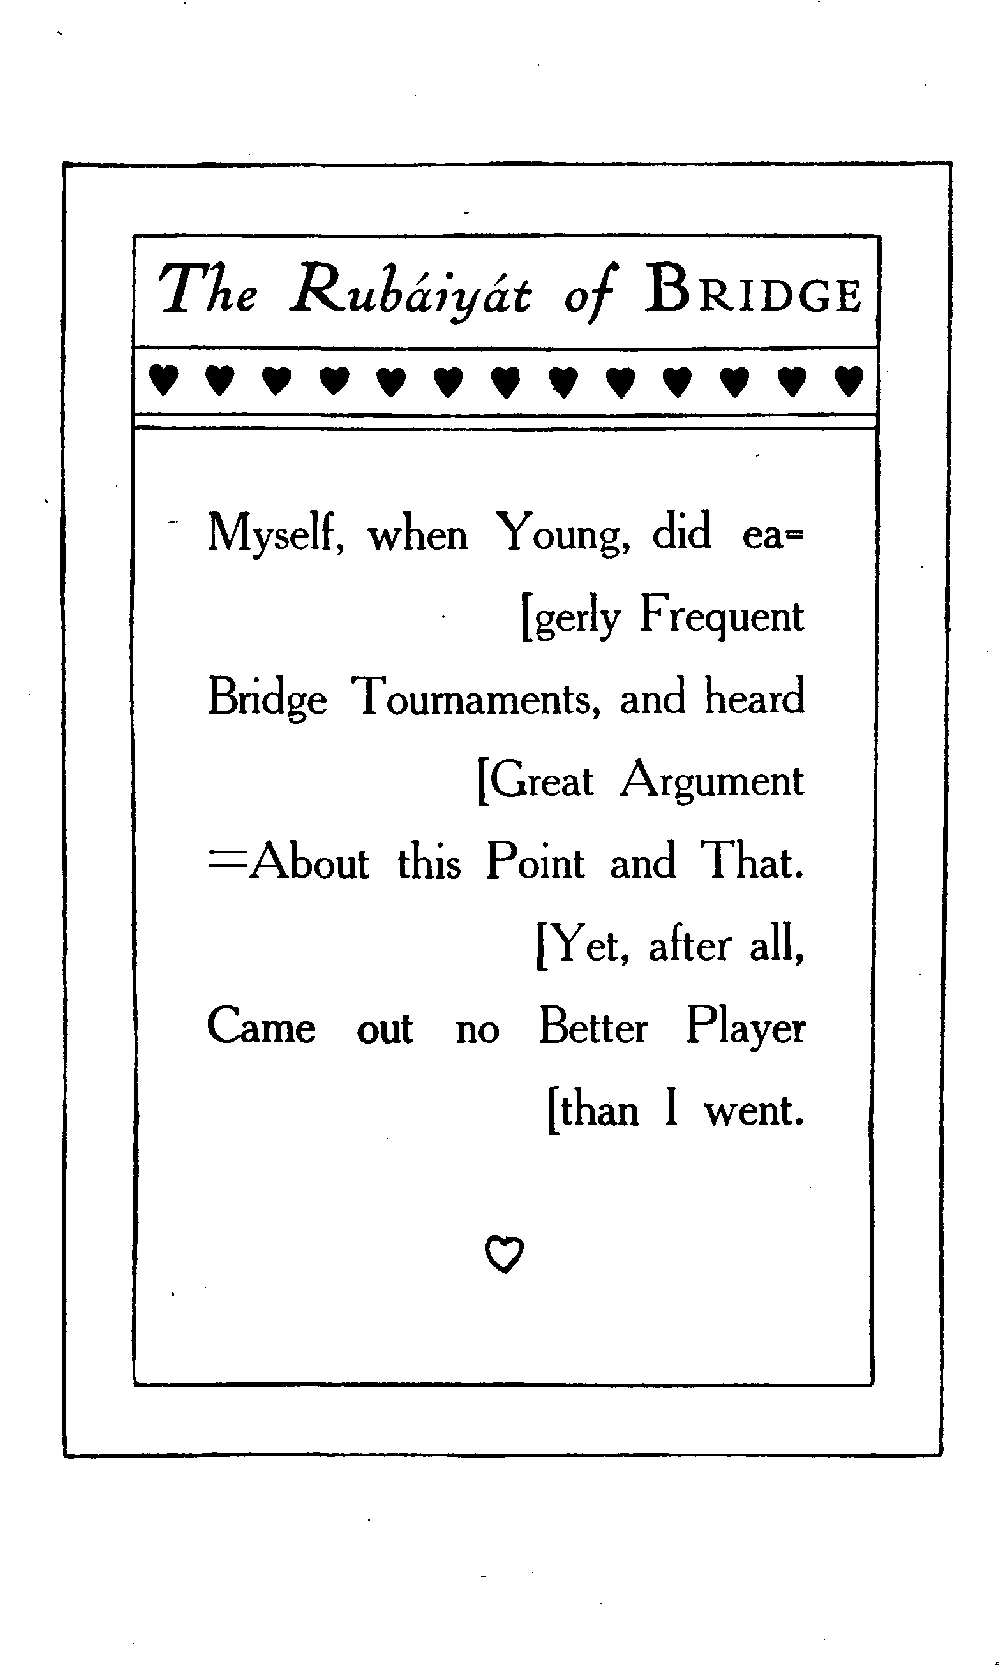 The Rubáiyát of BRIDGE
♥ ♥ ♥ ♥ ♥ ♥ ♥ ♥ ♥ ♥ ♥ ♥ ♥
Myself, when Young, did ea=
[gerly Frequent
Bridge Tournaments, and heard
[Great Argument
=About this Point and That.
[Yet, after all,
Came out no Better Player
[than I went.
♡